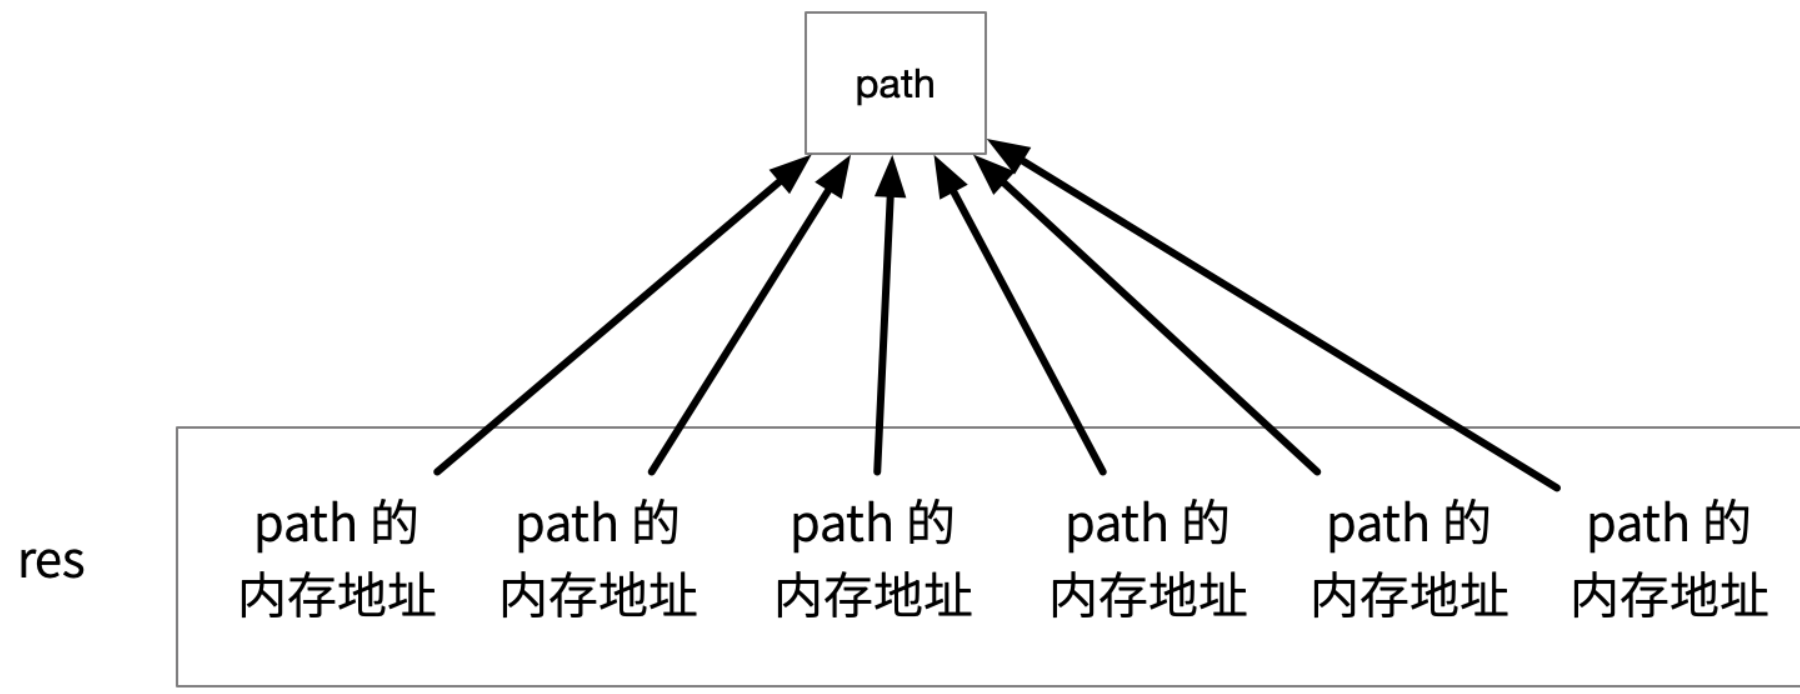 path
res
path 的
内存地址
path 的
内存地址
path 的
内存地址
path 的
内存地址
path 的
内存地址
path 的
内存地址